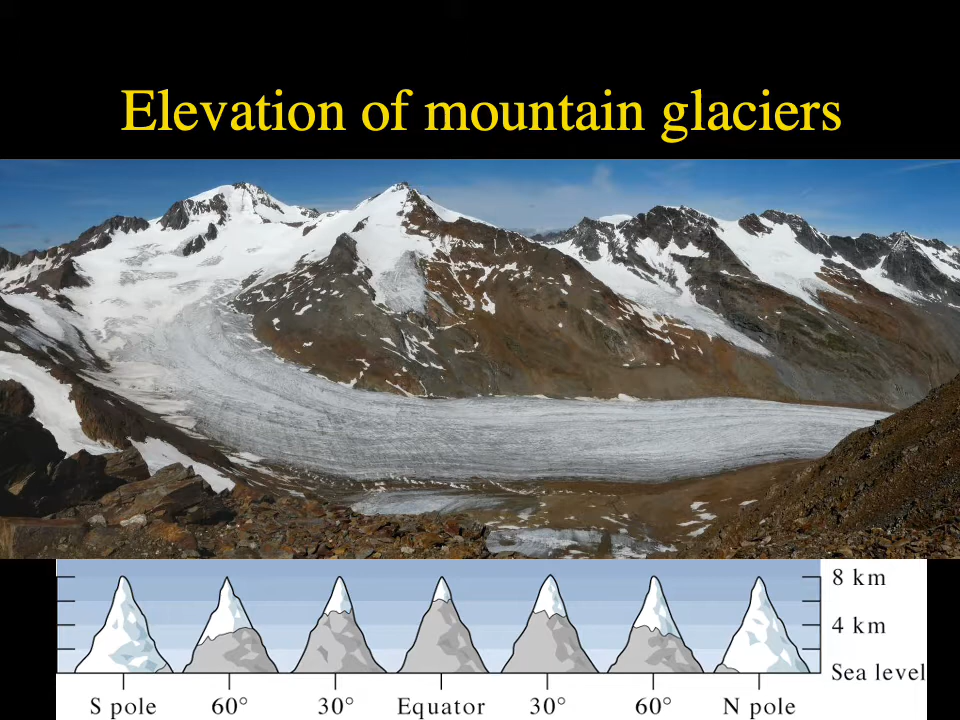 Elevation of mountain glaciers
8 km
4 km
Sea level
S pole 60° 30° Equator 30° 60° N pole